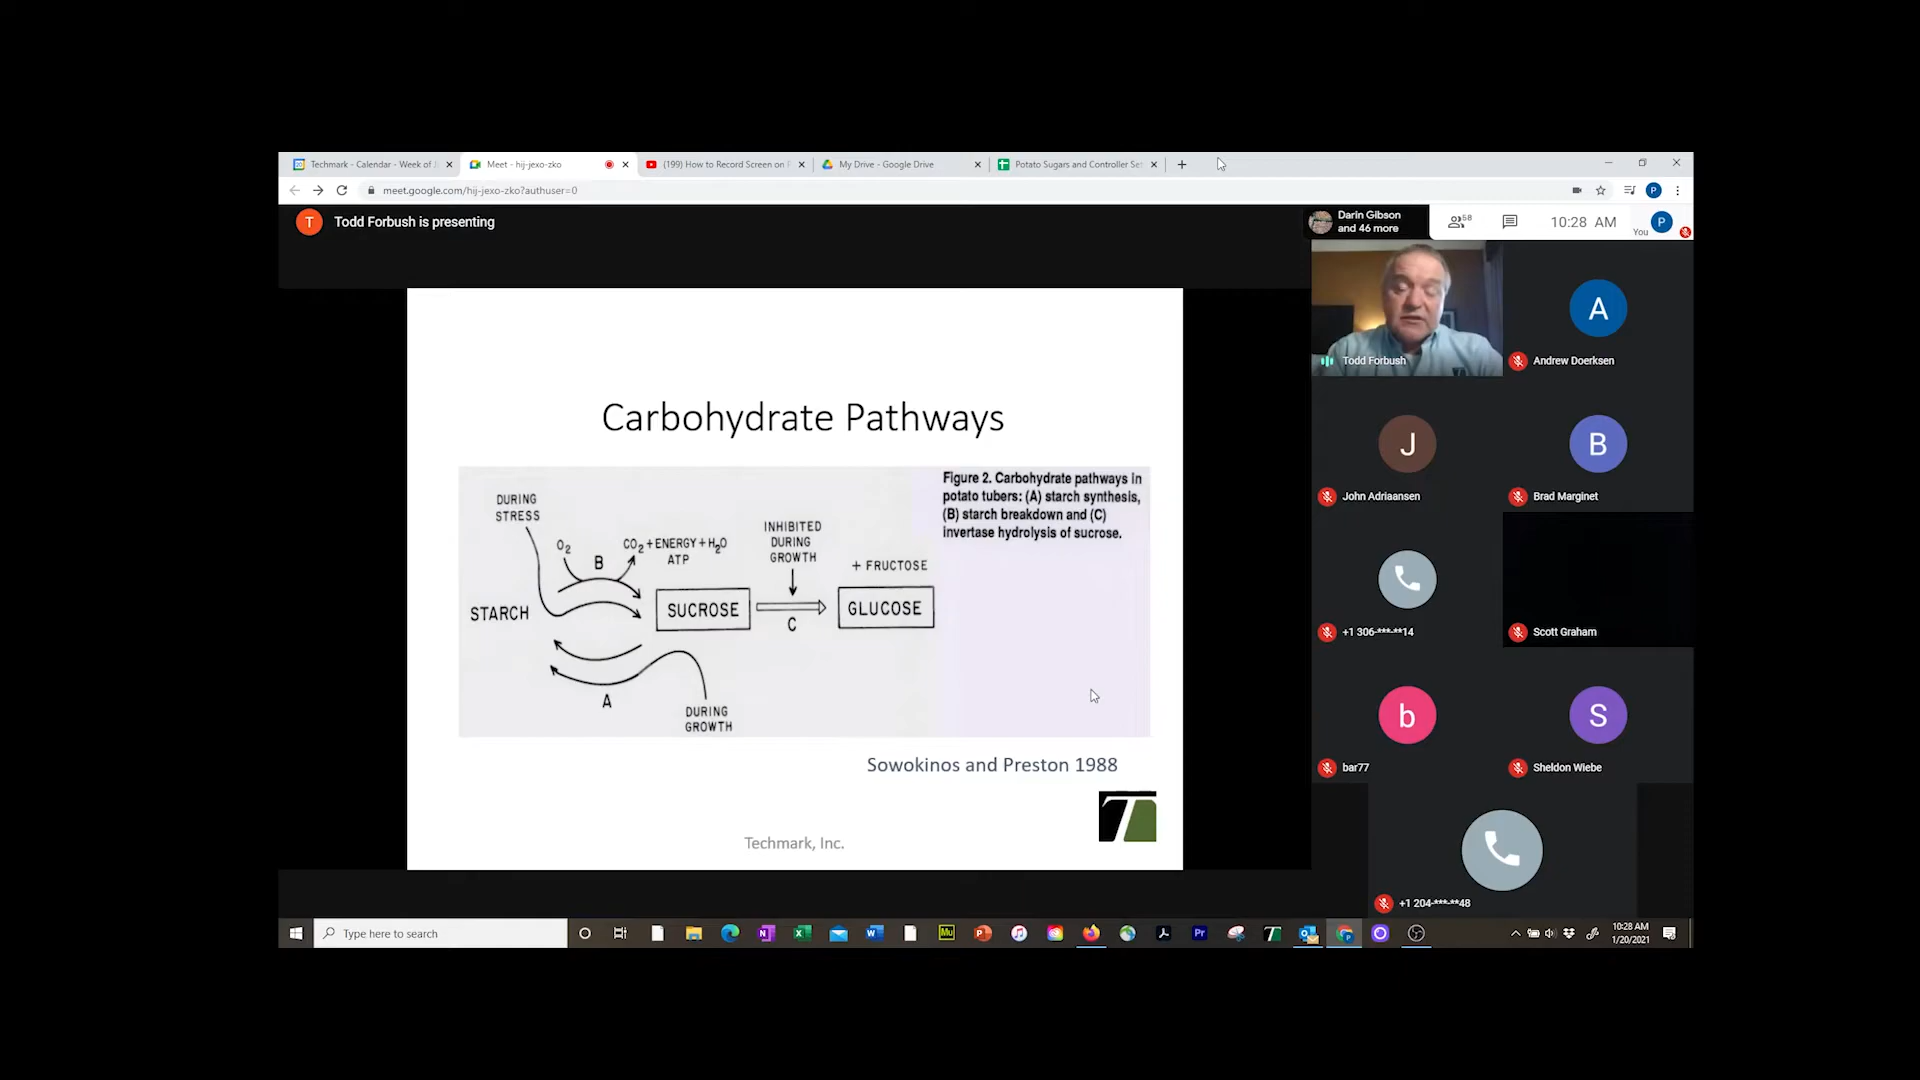 Techmark - Calendar - Week of J
Meet - hij-jexo-zko
(199) How to Record Screen on P
My Drive - Google Drive
Potato Sugars and Controller Set
meet.google.com/hij-jexo-zko?authuser=0
P
T
Todd Forbush is presenting
Darin Gibson
and 46 more
58
10:28 AM
You
P
Todd Forbush
A
Andrew Doerksen
J
John Adriaansen
B
Brad Marginet
+1 306-***-**14
Scott Graham
b
bar77
S
Sheldon Wiebe
+1 204-***-**48
Carbohydrate Pathways
Figure 2. Carbohydrate pathways in
potato tubers: (A) starch synthesis,
(B) starch breakdown and (C)
invertase hydrolysis of sucrose.
DURING
STRESS
O2
B
CO2 + ENERGY + H2O
ATP
INHIBITED
DURING
GROWTH
+ FRUCTOSE
STARCH
SUCROSE
C
GLUCOSE
A
DURING
GROWTH
Sowokinos and Preston 1988
T
Techmark, Inc.
Type here to search
10:28 AM
1/20/2021